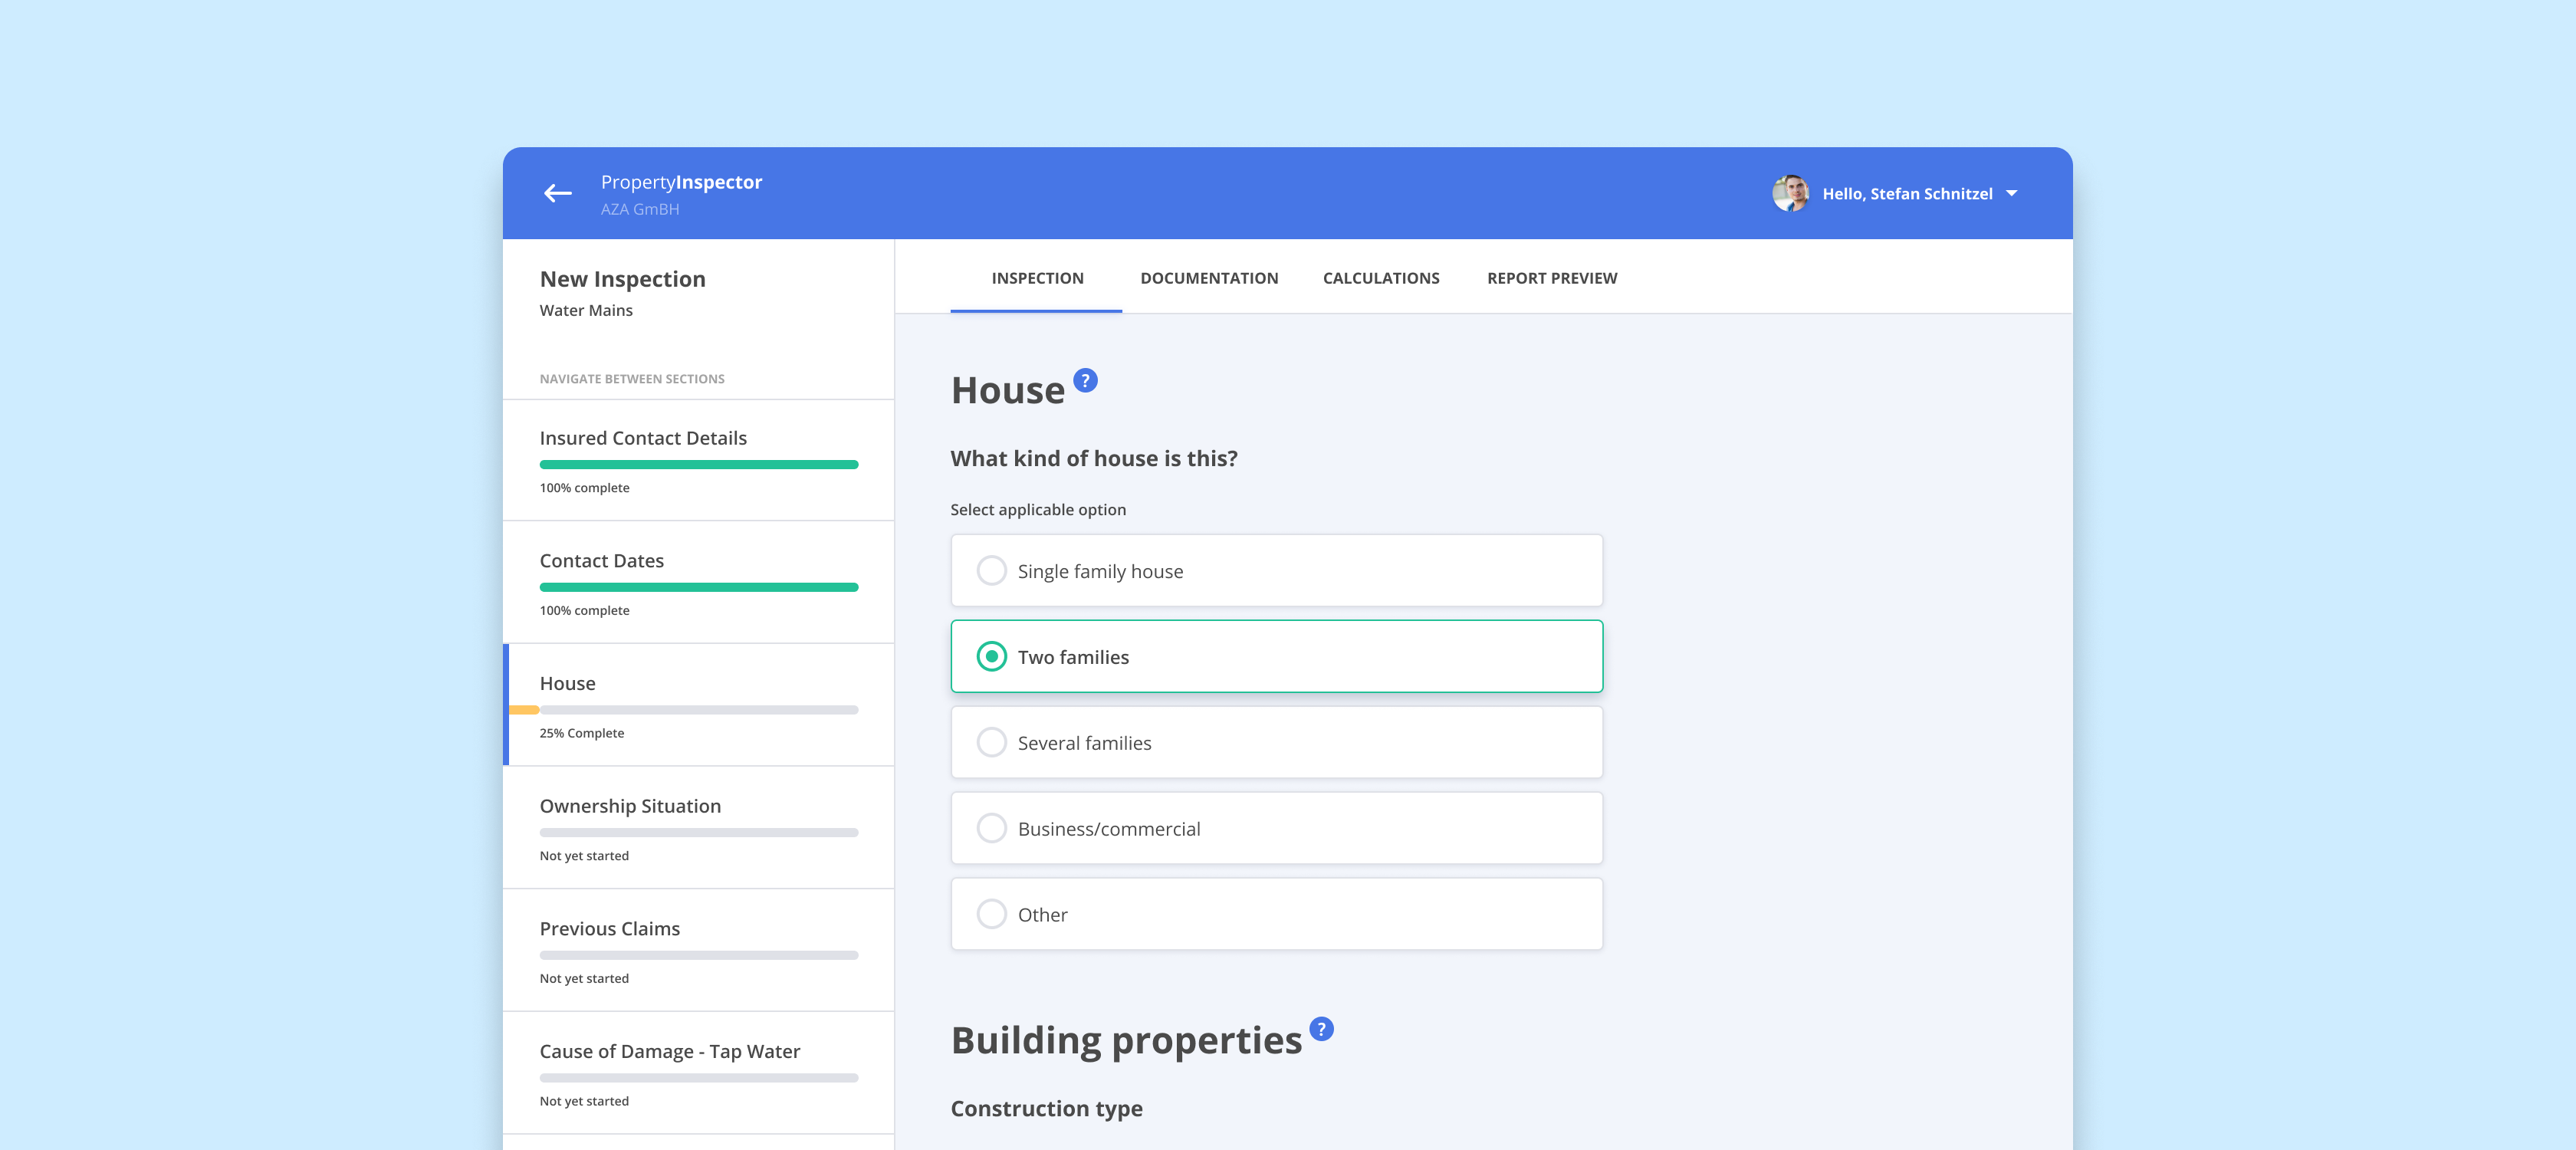 PropertyInspector
AZA GmBH
Hello, Stefan Schnitzel
New Inspection
Water Mains
NAVIGATE BETWEEN SECTIONS
Insured Contact Details
100% complete
Contact Dates
100% complete
House
25% Complete
Ownership Situation
Not yet started
Previous Claims
Not yet started
Cause of Damage - Tap Water
Not yet started
INSPECTION
DOCUMENTATION
CALCULATIONS
REPORT PREVIEW
House ?
What kind of house is this?
Select applicable option
Single family house
Two families
Several families
Business/commercial
Other
Building properties ?
Construction type